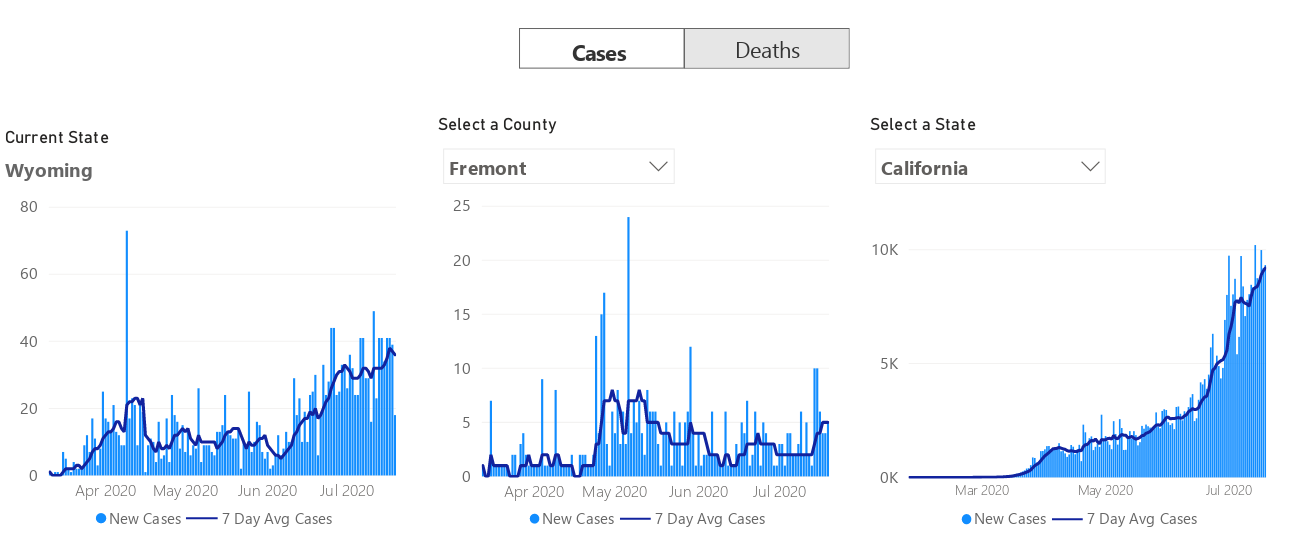 Cases Deaths
Current State
Wyoming
80
60
40
20
0
Apr 2020 May 2020 Jun 2020 Jul 2020
New Cases 7 Day Avg Cases
Select a County
Fremont
25
20
15
10
5
0
Apr 2020 May 2020 Jun 2020 Jul 2020
New Cases 7 Day Avg Cases
Select a State
California
10K
5K
0K
Mar 2020 May 2020 Jul 2020
New Cases 7 Day Avg Cases